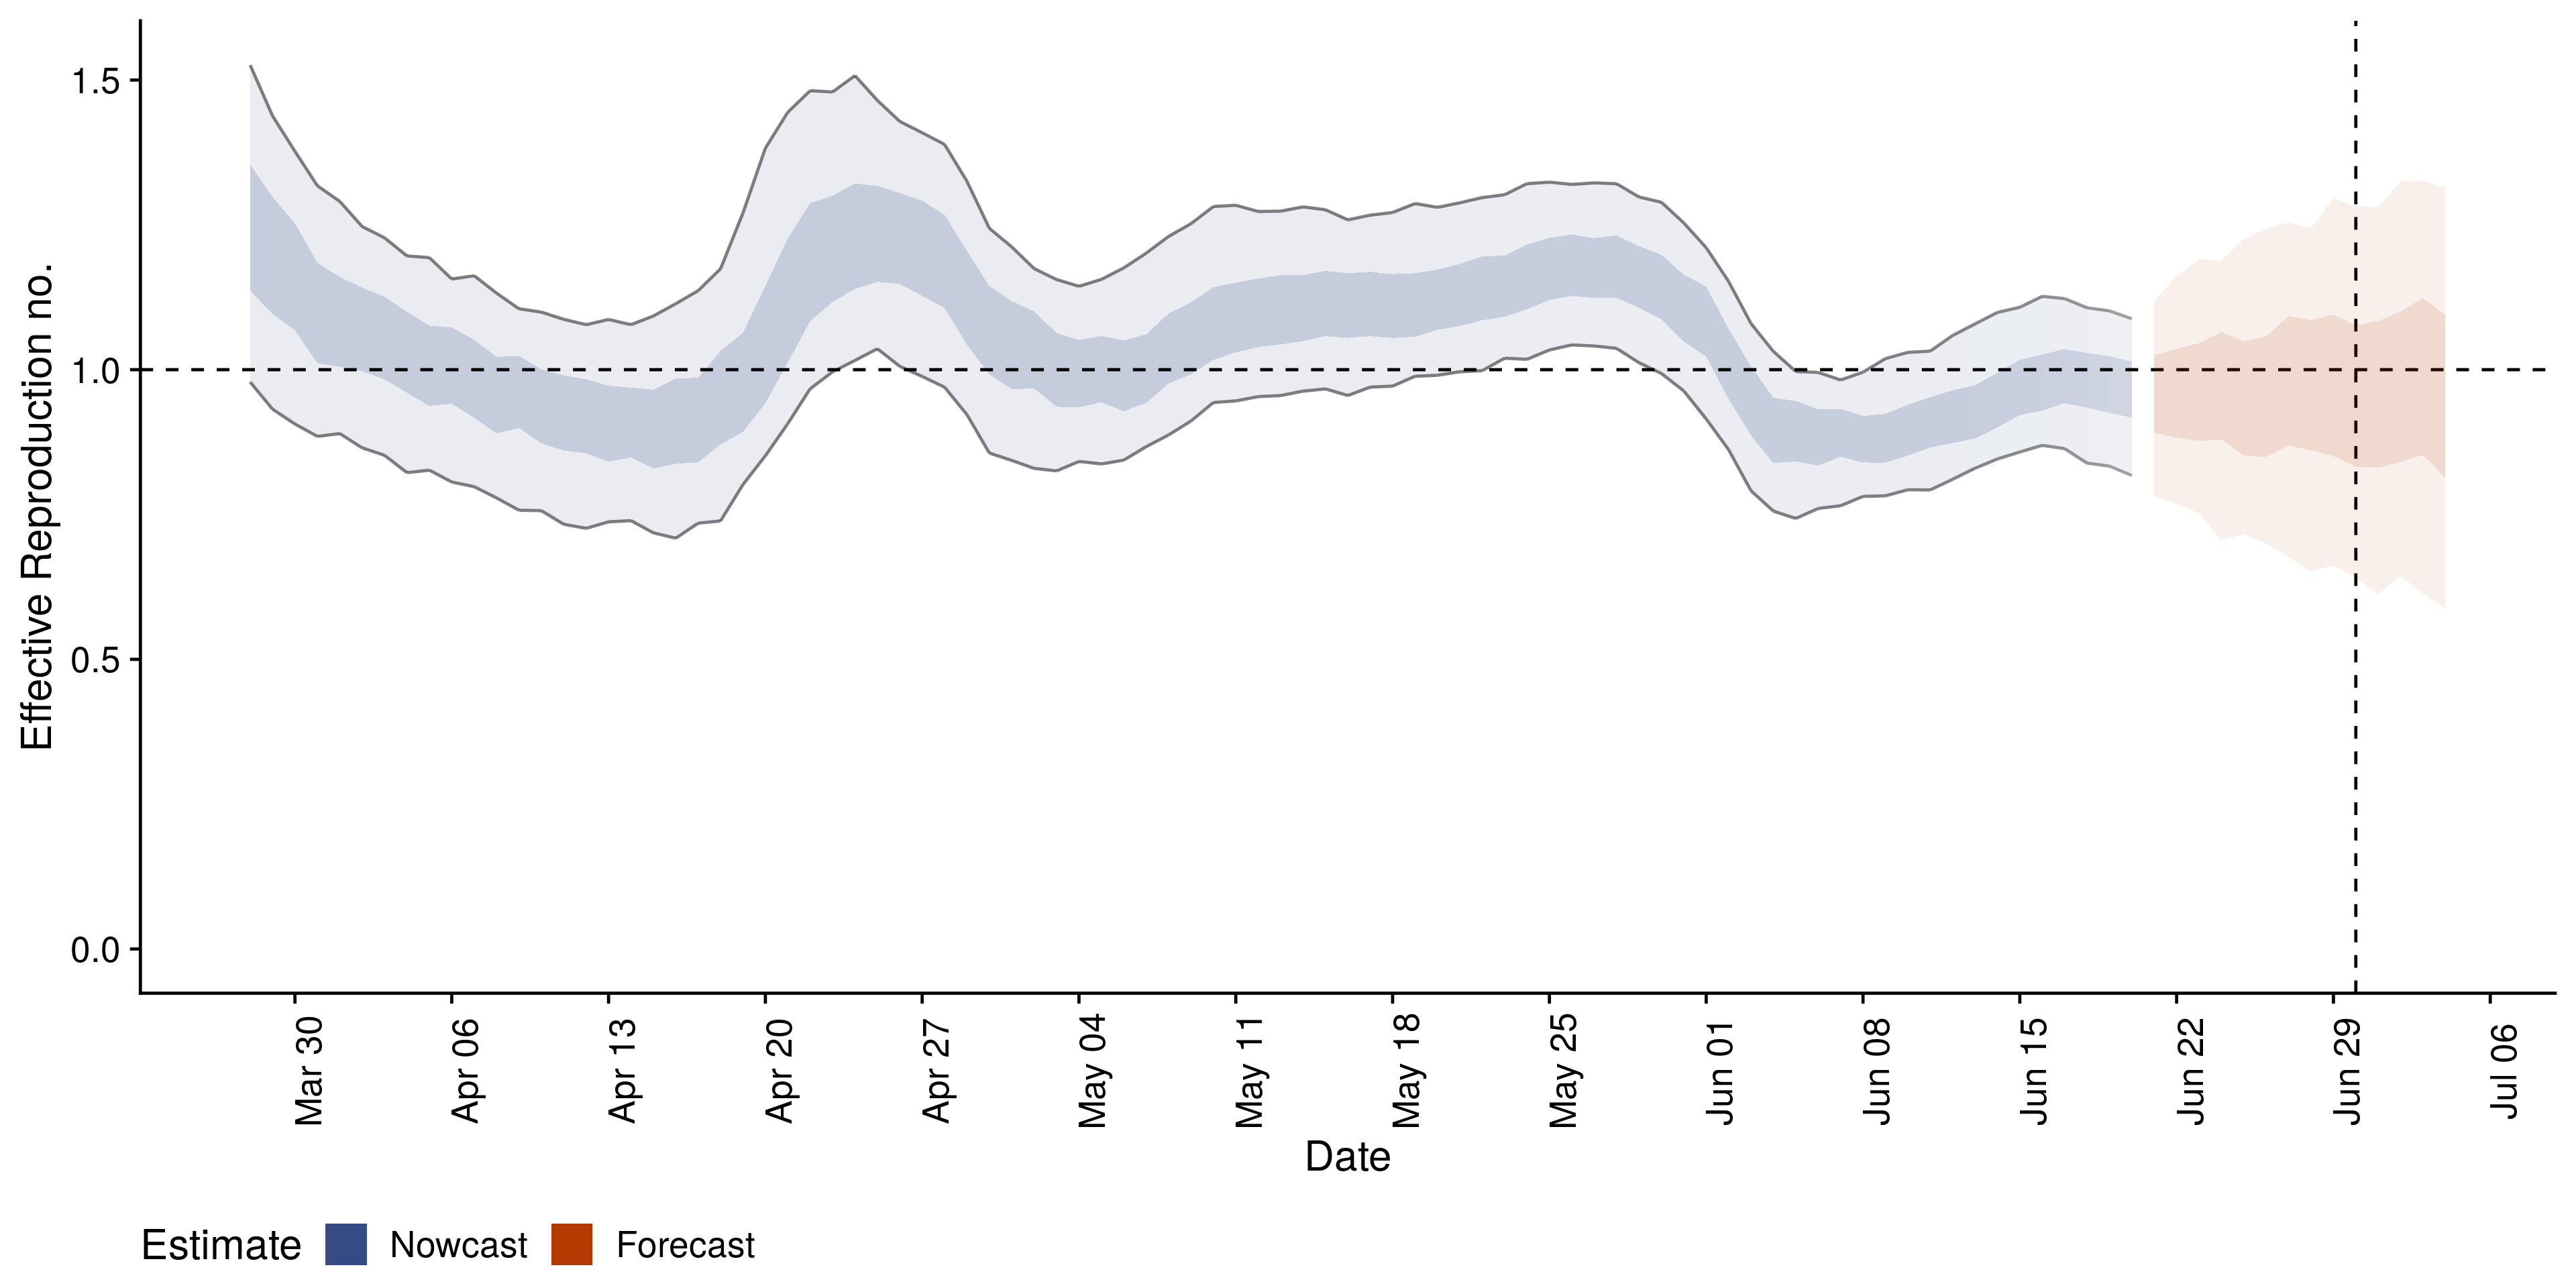 Effective Reproduction no.
1.5
1.0
0.5
0.0
Mar 30
Apr 06
Apr 13
Apr 20
Apr 27
May 04
May 11
May 18
May 25
Jun 01
Jun 08
Jun 15
Jun 22
Jun 29
Jul 06
Date
Estimate Nowcast Forecast